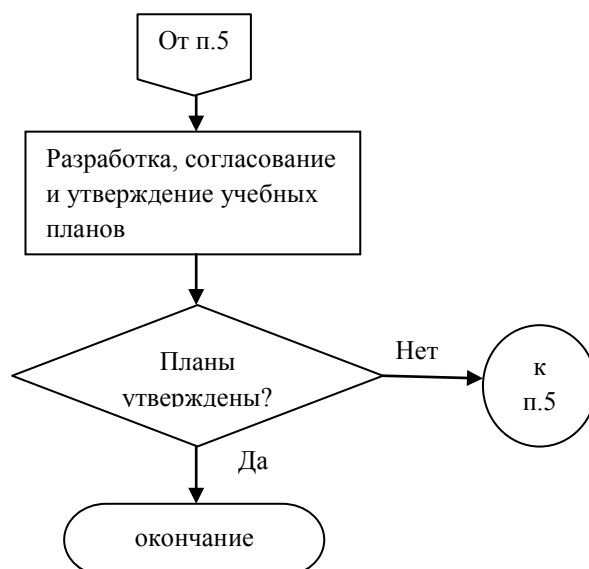 От п.5
Разработка, согласование
и утверждение учебных
планов
Планы
утверждены?
Нет
к
п.5
Да
окончание